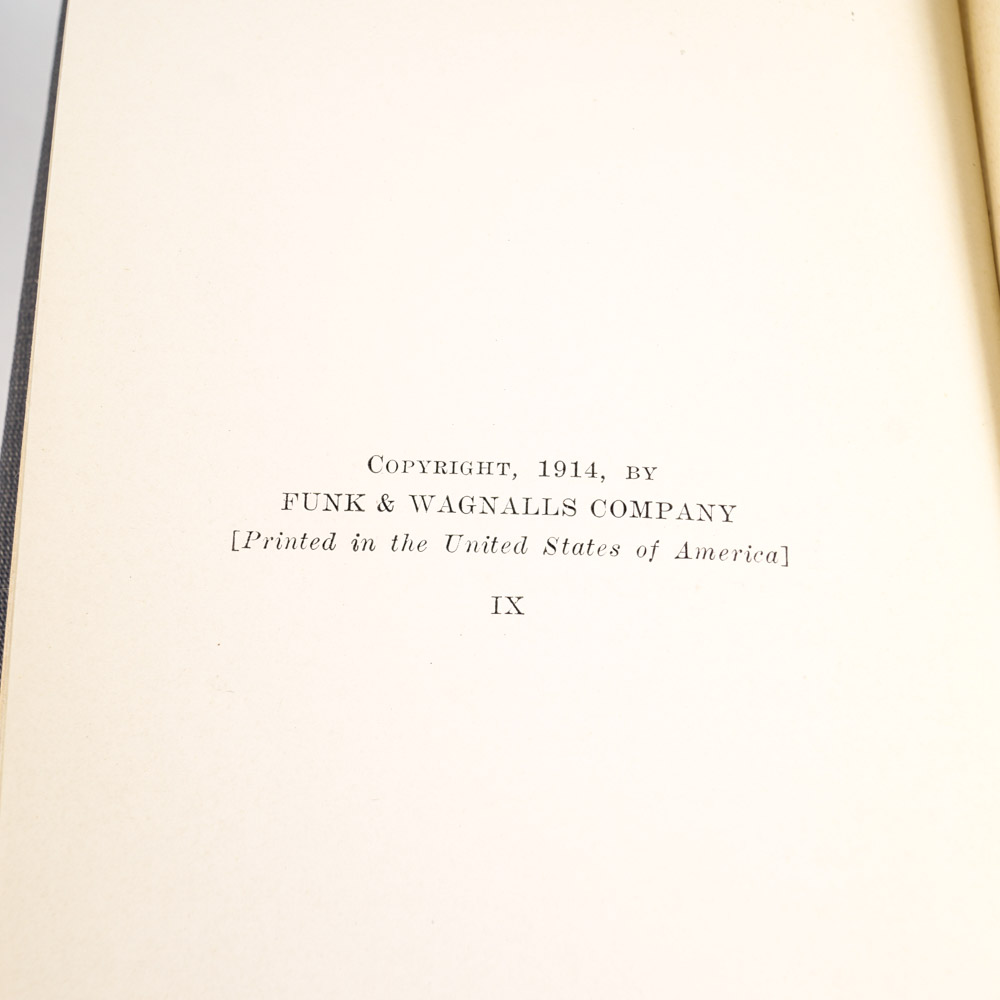 Copyright, 1914, by
FUNK & WAGNALLS COMPANY
[Printed in the United States of America]
IX